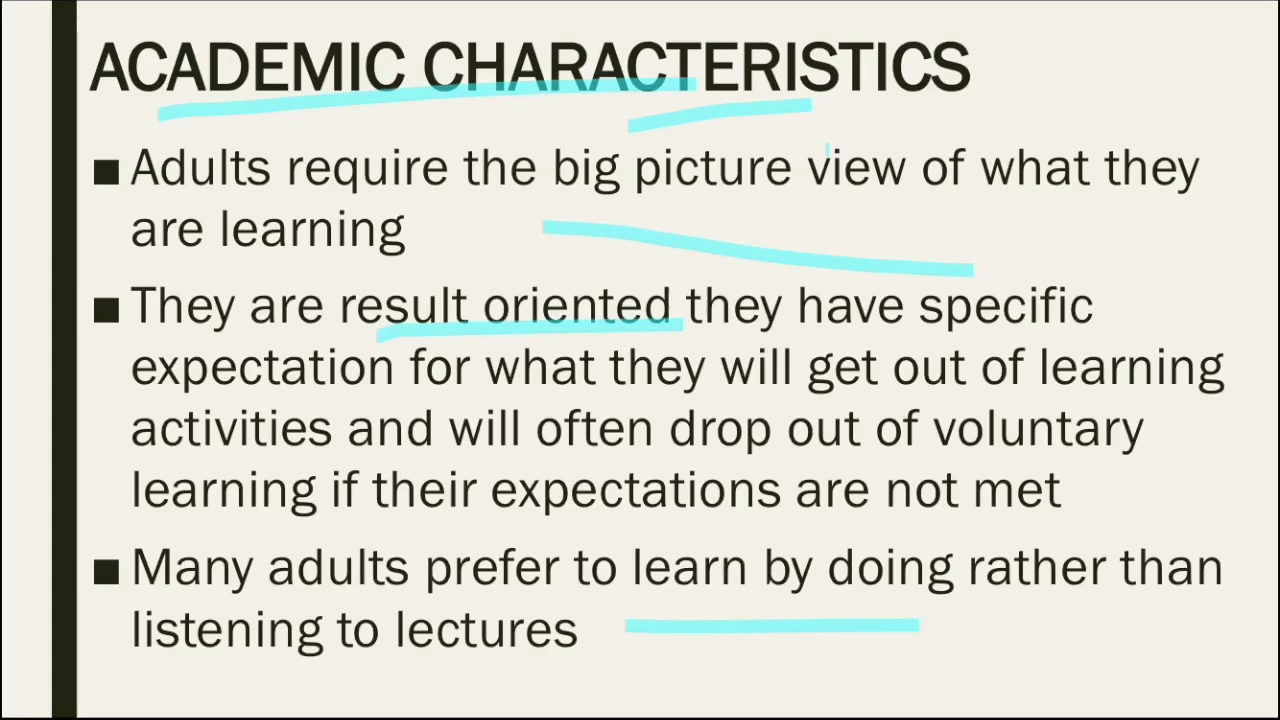 ACADEMIC CHARACTERISTICS
■ Adults require the big picture view of what they
are learning
■ They are result oriented they have specific
expectation for what they will get out of learning
activities and will often drop out of voluntary
learning if their expectations are not met
■ Many adults prefer to learn by doing rather than
listening to lectures